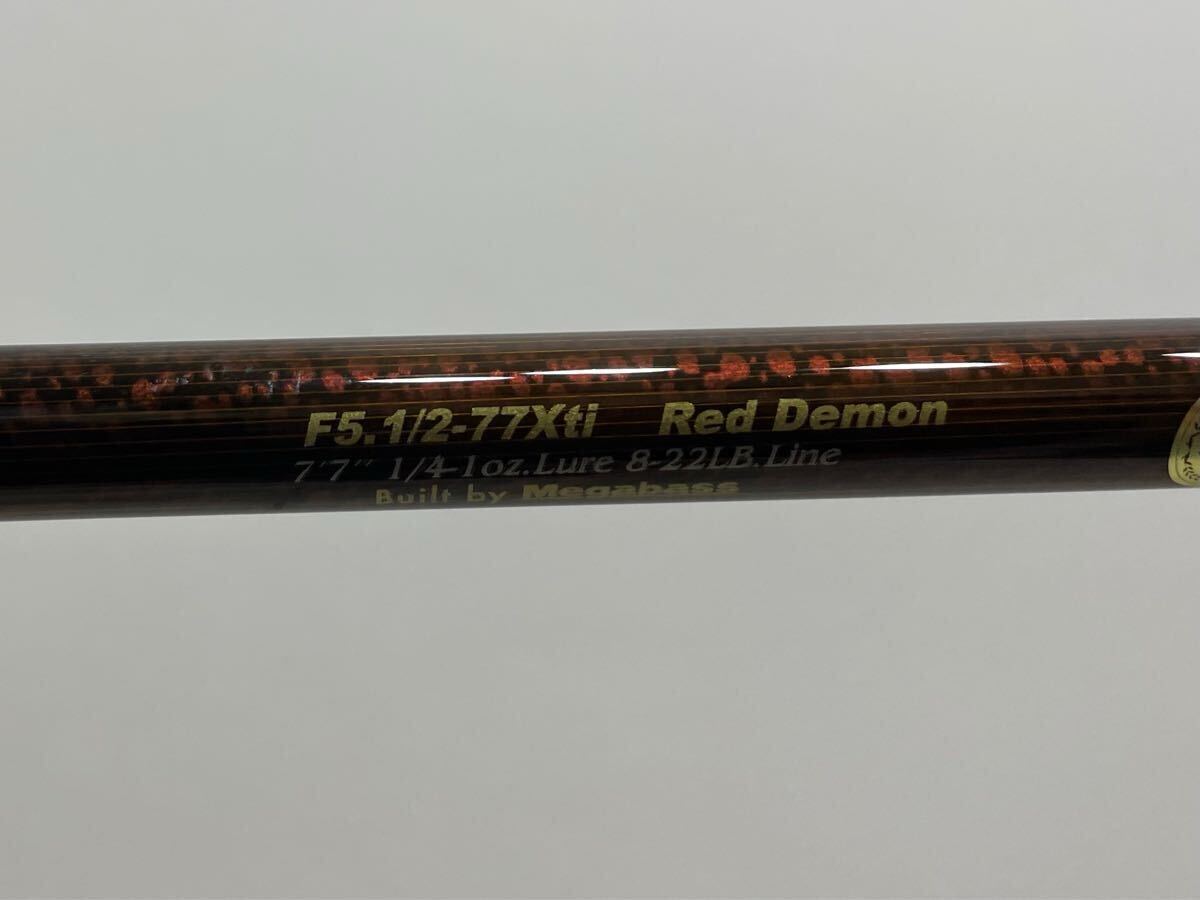 F5.1/2-77Xti Red Demon
7'7" 1/4-1oz.Lure 8-22LB.Line
Built by Megabass